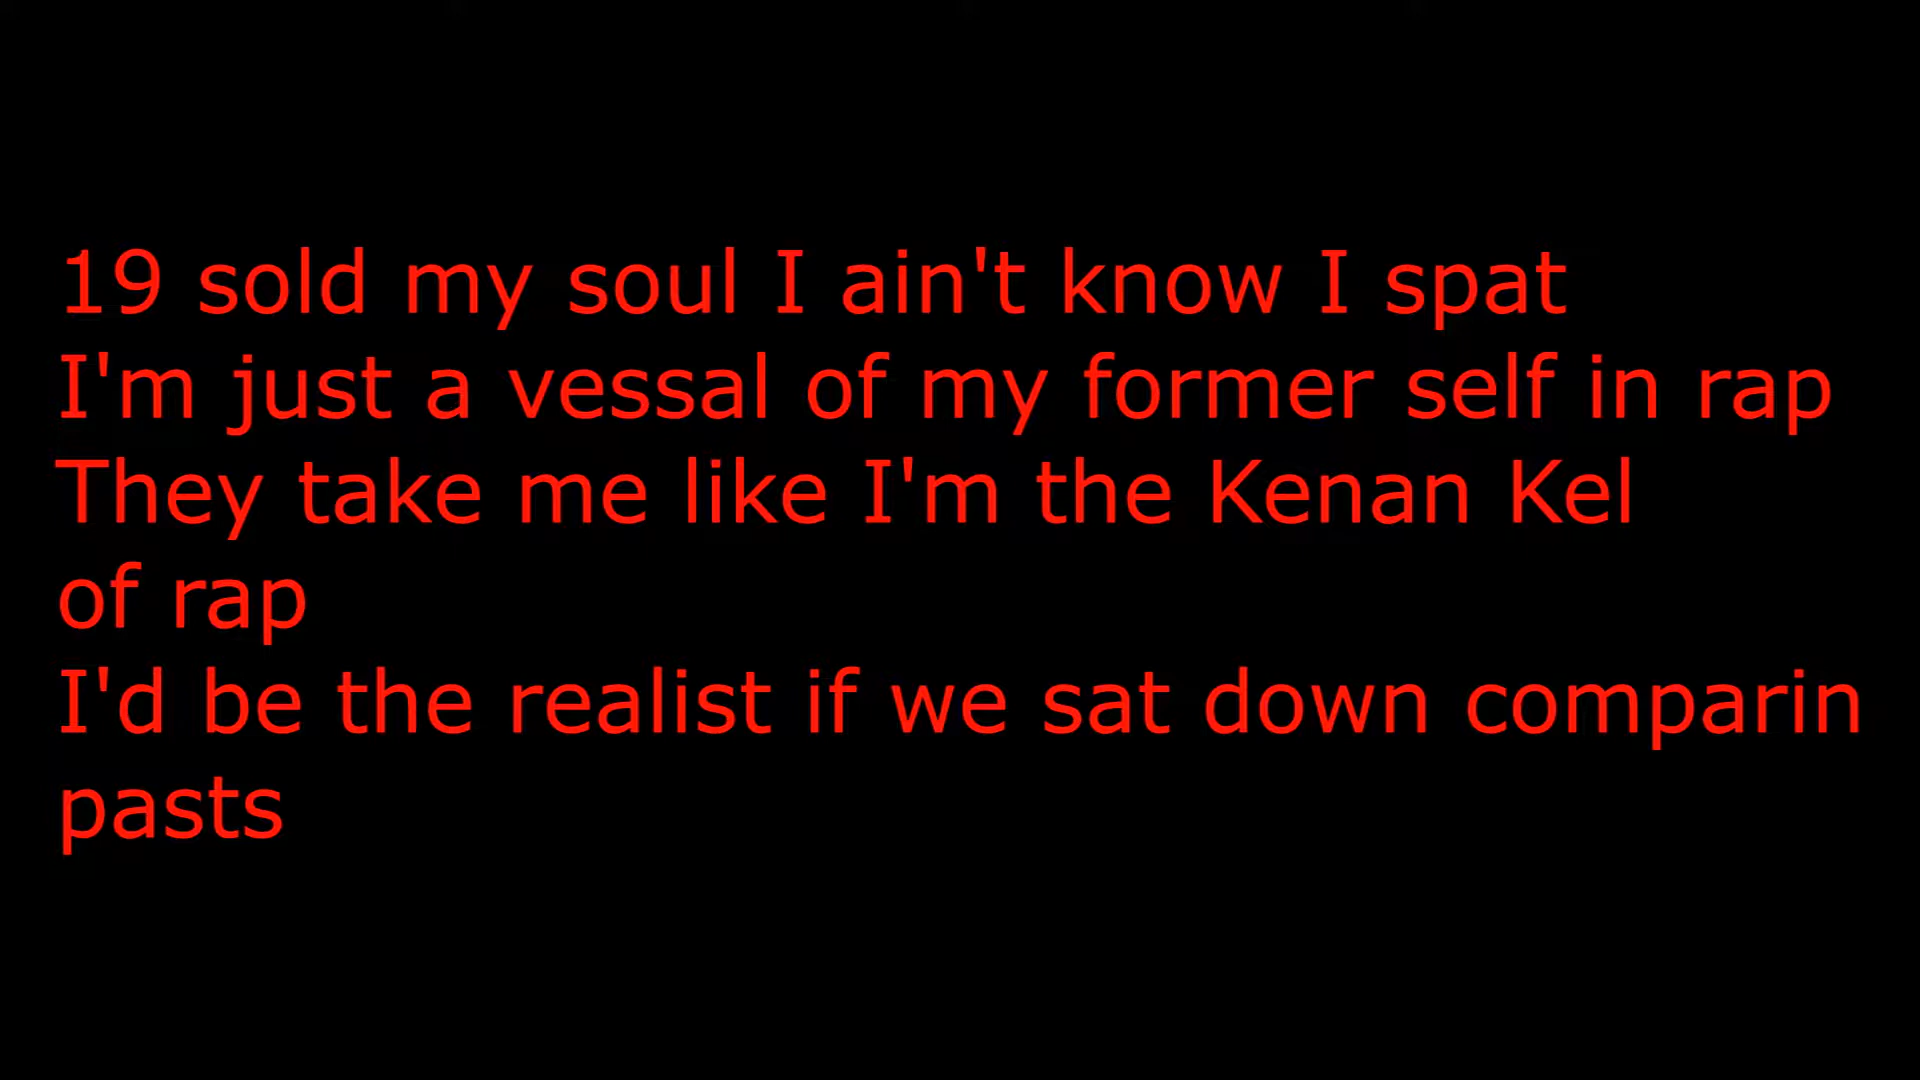 19 sold my soul I ain't know I spat
I'm just a vessal of my former self in rap
They take me like I'm the Kenan Kel
of rap
I'd be the realist if we sat down comparin
pasts